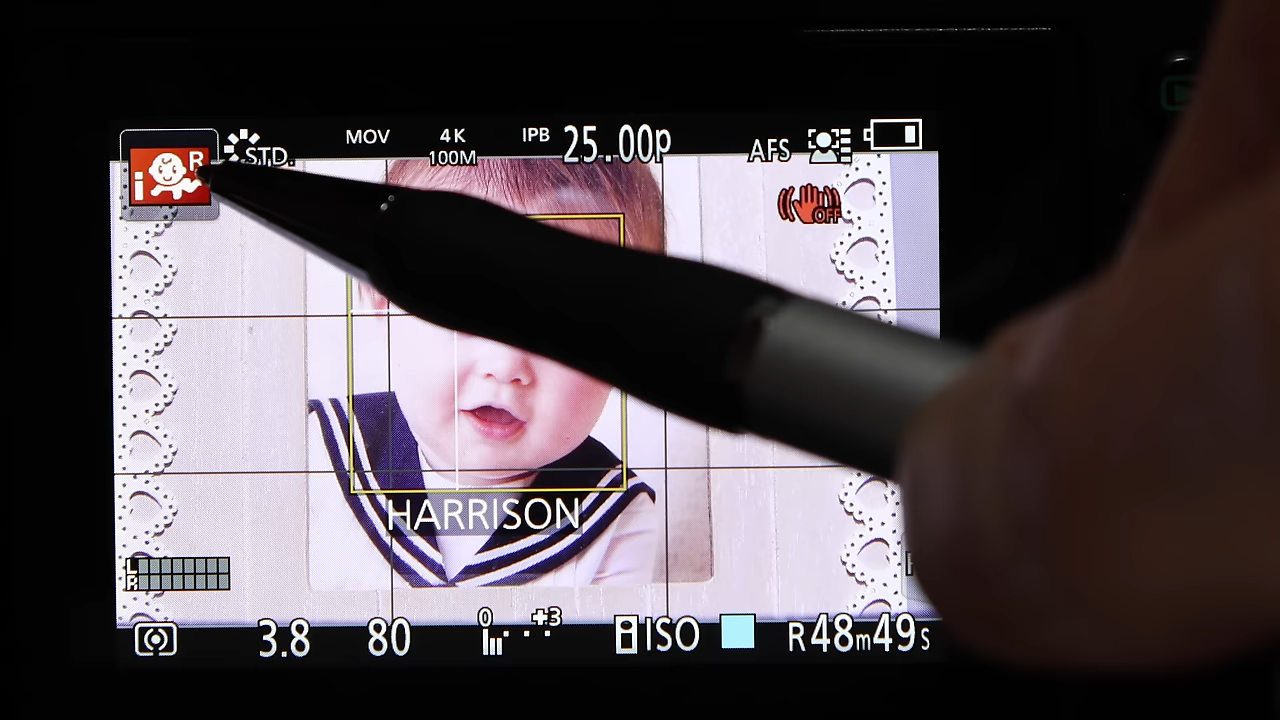 MOV 4K IPB 25.00p
100M
AFS
STD.
i R
OFF
HARRISON
L
R
0 +3
3.8 80 ISO R48m49s